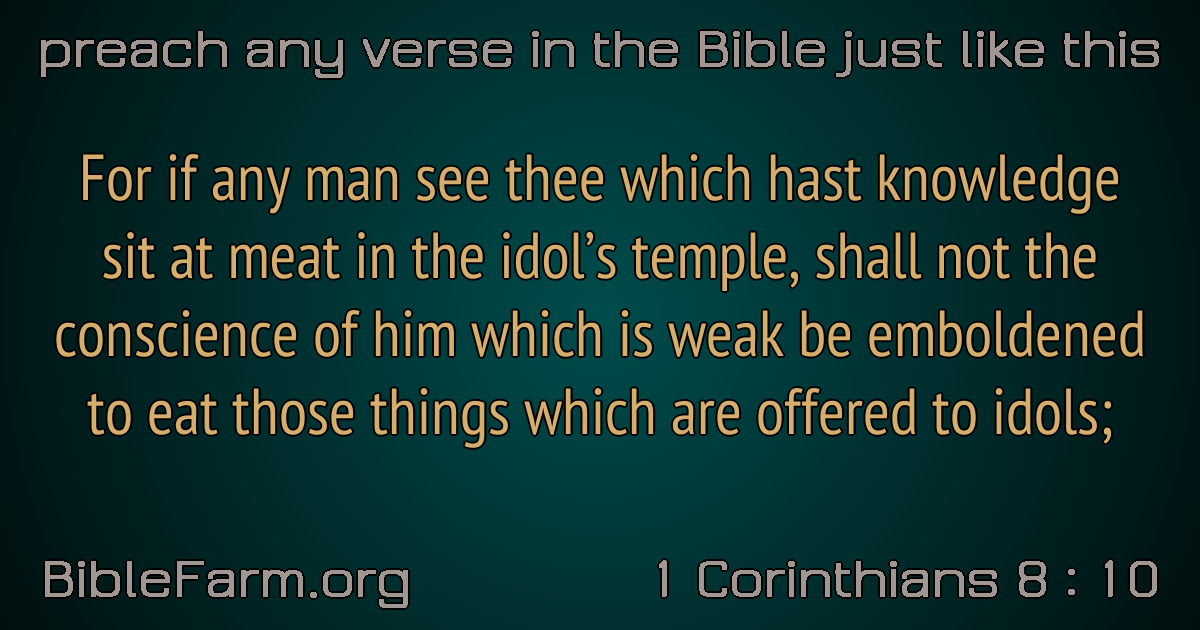 preach any verse in the Bible just like this
For if any man see thee which hast knowledge
sit at meat in the idol’s temple, shall not the
conscience of him which is weak be emboldened
to eat those things which are offered to idols;
BibleFarm.org
1 Corinthians 8 : 10